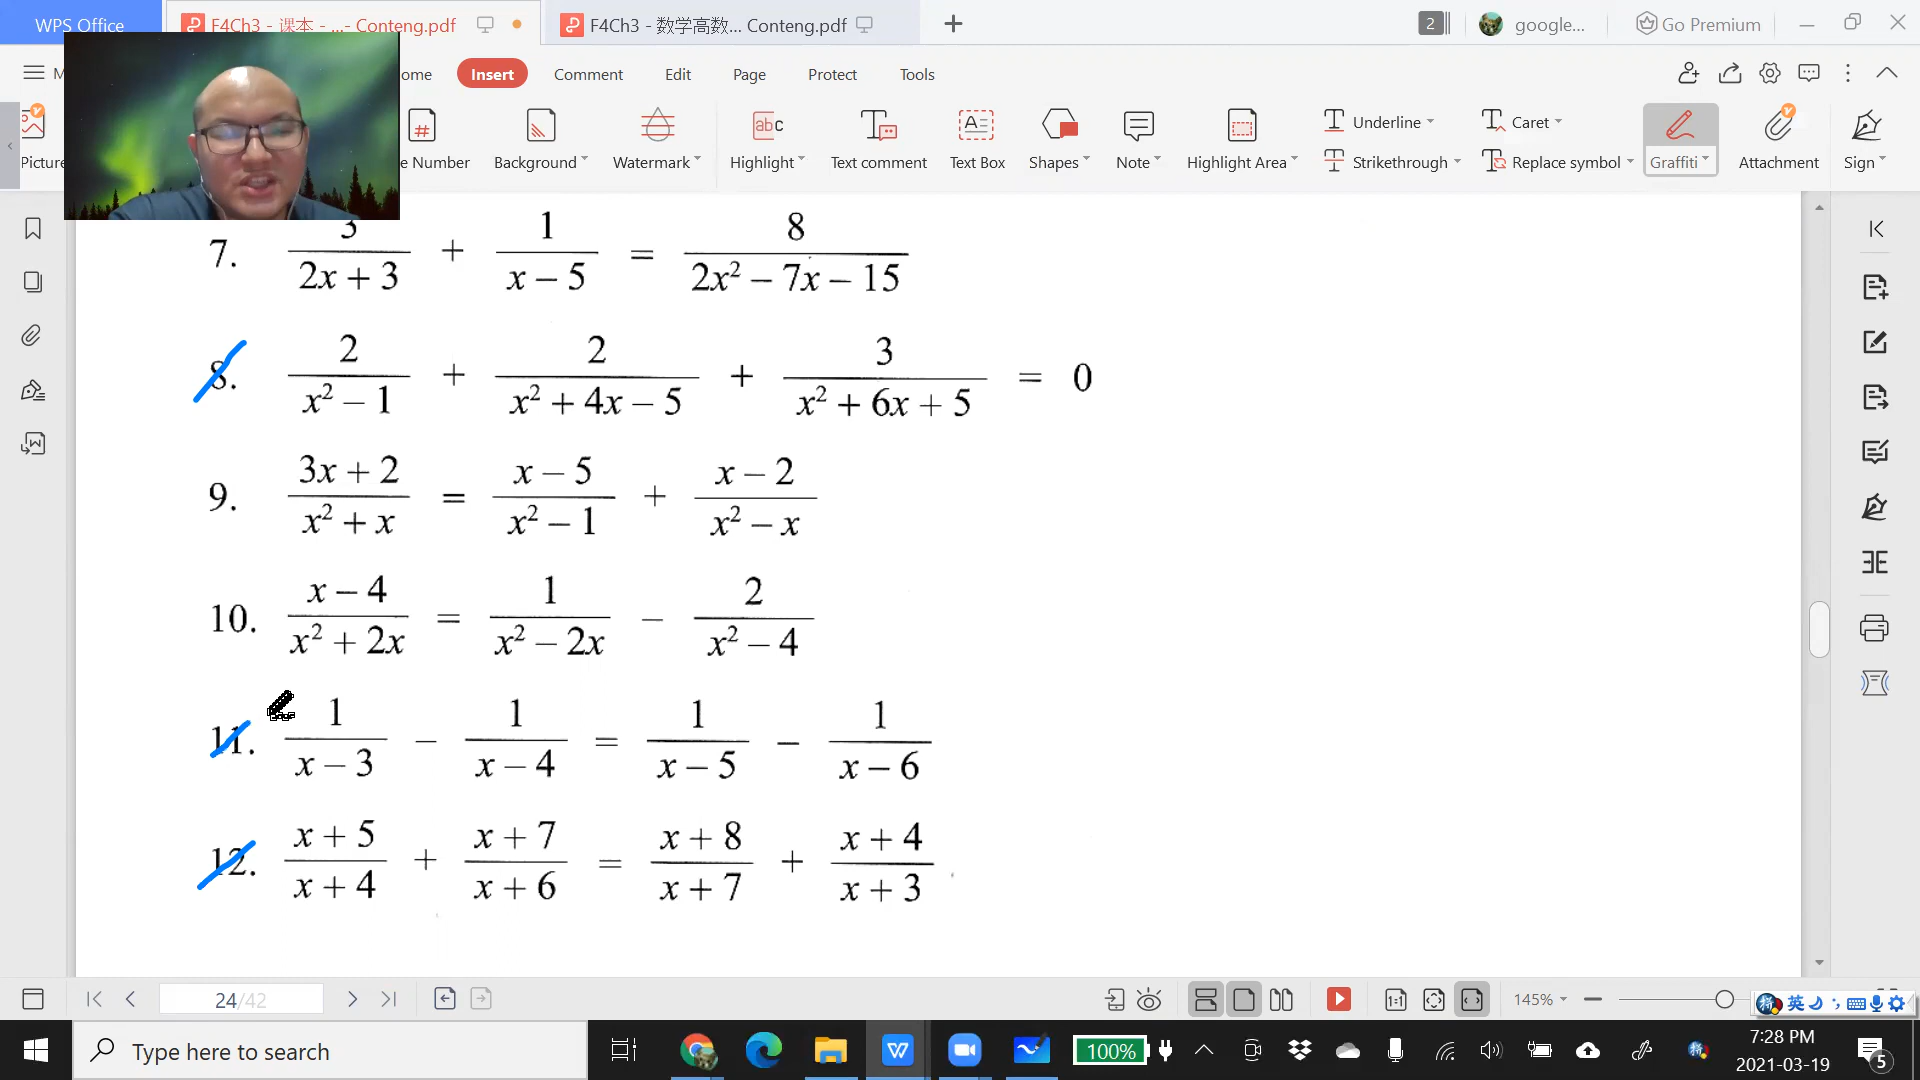 WPS Office
F4Ch3 - 课本 - ...- Conteng.pdf
F4Ch3 - 数学高数... Conteng.pdf
2
google...
Go Premium
M
ome
Insert
Comment
Edit
Page
Protect
Tools
Picture
e Number
Background
Watermark
Highlight
Text comment
Text Box
Shapes
Note
Highlight Area
Underline
Strikethrough
Caret
Replace symbol
Graffiti
Attachment
Sign
7. 3/(2x + 3) + 1/(x − 5) = 8/(2x² − 7x − 15)
8. 2/(x² − 1) + 2/(x² + 4x − 5) + 3/(x² + 6x + 5) = 0
9. (3x + 2)/(x² + x) = (x − 5)/(x² − 1) + (x − 2)/(x² − x)
10. (x − 4)/(x² + 2x) = 1/(x² − 2x) − 2/(x² − 4)
11. 1/(x − 3) − 1/(x − 4) = 1/(x − 5) − 1/(x − 6)
12. (x + 5)/(x + 4) + (x + 7)/(x + 6) = (x + 8)/(x + 7) + (x + 4)/(x + 3)
24/42
145%
英
Type here to search
100%
7:28 PM
2021-03-19
5